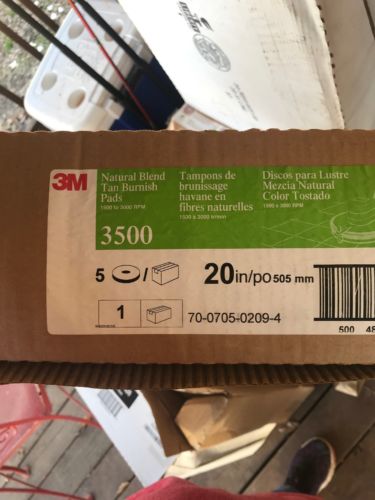 3M
Natural Blend
Tan Burnish
Pads
1500 to 3000 RPM
3500
Tampons de
brunissage
havane en
fibres naturelles
1500 à 3000 tr/min
Discos para Lustre
Mezcla Natural
Color Tostado
1500 a 3000 RPM
5 / 20in/po 505 mm
1 70-0705-0209-4
500 48